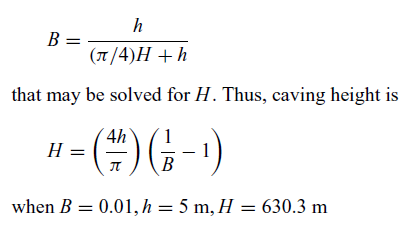 B = h / ((π/4)H + h)
that may be solved for H. Thus, caving height is
H = (4h/π) (1/B − 1)
when B = 0.01, h = 5 m, H = 630.3 m